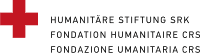 HUMANITÄRE STIFTUNG SRK
FONDATION HUMANITAIRE CRS
FONDAZIONE UMANITARIA CRS